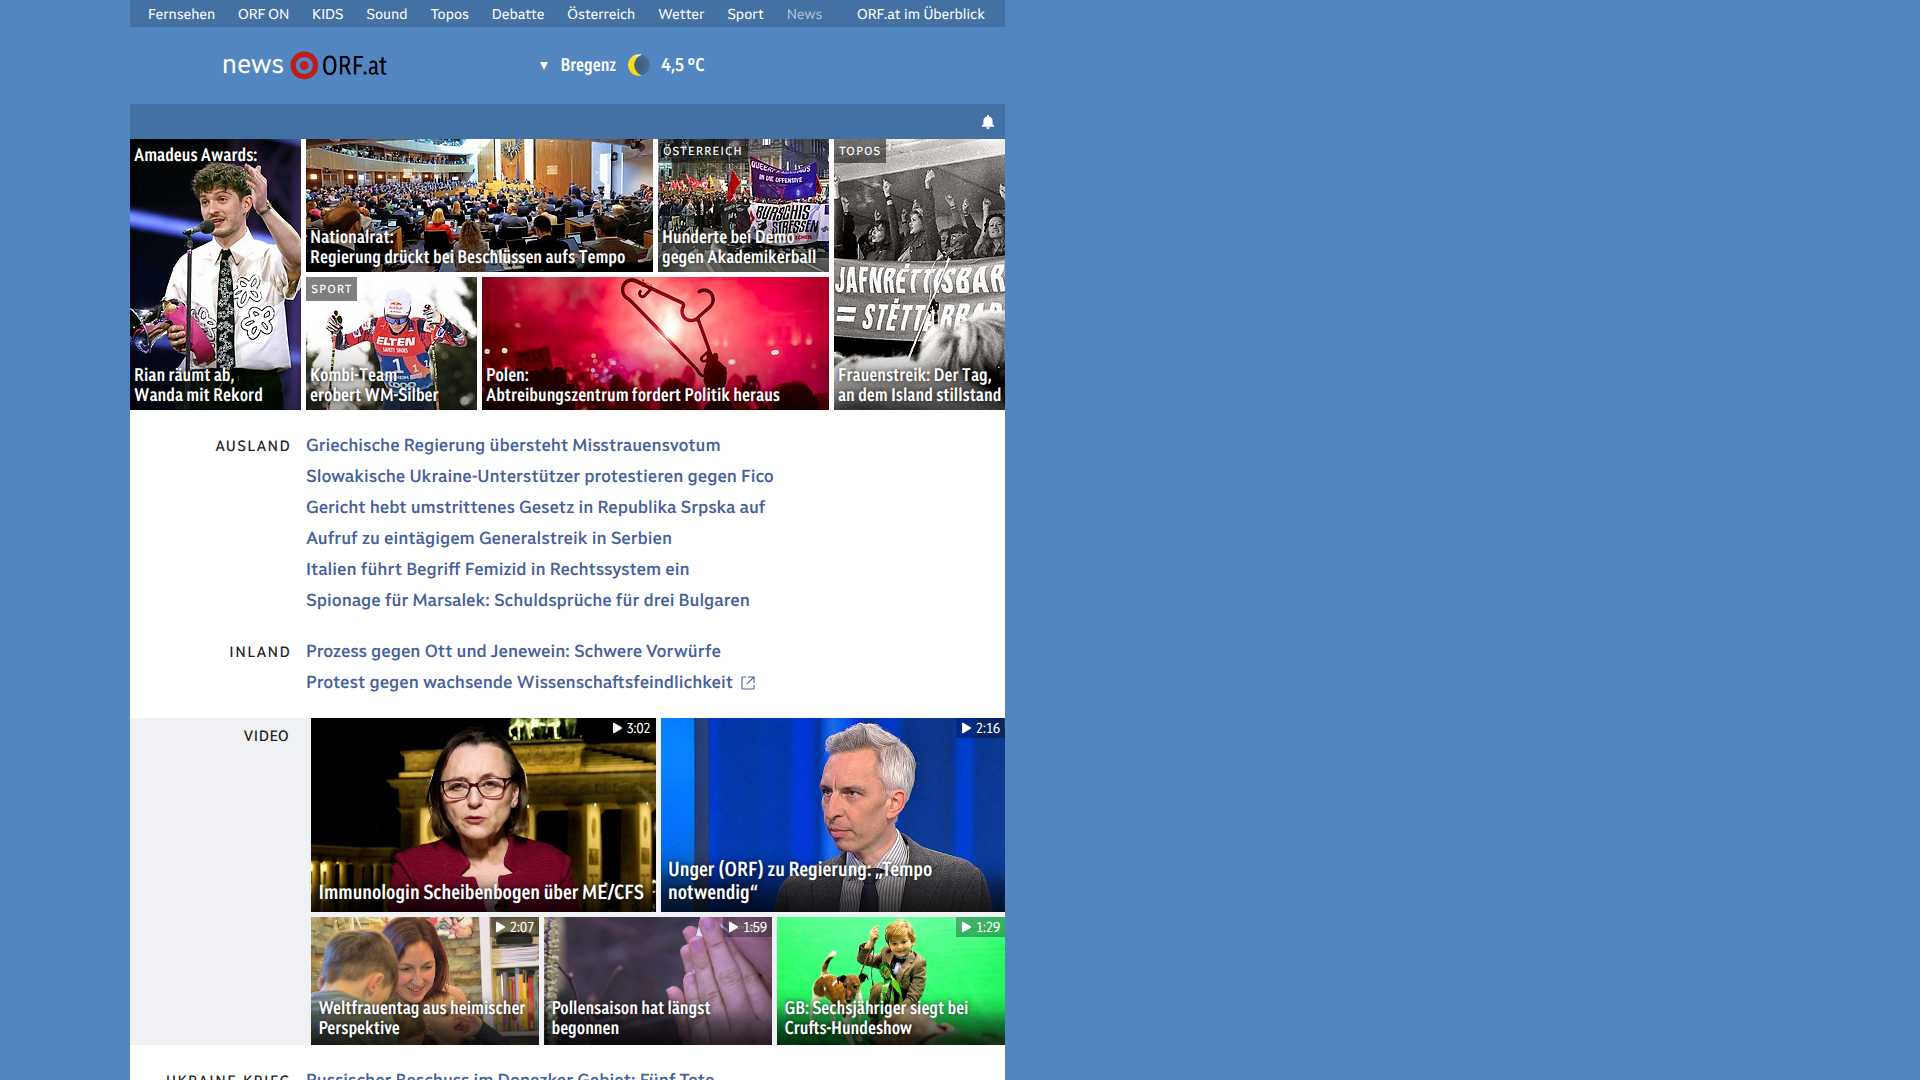 Fernsehen ORF ON KIDS Sound Topos Debatte Österreich Wetter Sport News ORF.at im Überblick
news ORF.at
Bregenz 4,5 °C
Amadeus Awards:
Rian räumt ab,
Wanda mit Rekord
Nationalrat:
Regierung drückt bei Beschlüssen aufs Tempo
ÖSTERREICH
IN DIE OFFENSIVE
BURSCHIS
STRESSEN
Hunderte bei Demo
gegen Akademikerball
TOPOS
JAFNRÉTTISBAR
Frauenstreik: Der Tag,
an dem Island stillstand
SPORT
ELTEN
1
Kombi-Team
erobert WM-Silber
Polen:
Abtreibungszentrum fordert Politik heraus
AUSLAND
Griechische Regierung übersteht Misstrauensvotum
Slowakische Ukraine-Unterstützer protestieren gegen Fico
Gericht hebt umstrittenes Gesetz in Republika Srpska auf
Aufruf zu eintägigem Generalstreik in Serbien
Italien führt Begriff Femizid in Rechtssystem ein
Spionage für Marsalek: Schuldsprüche für drei Bulgaren
INLAND
Prozess gegen Ott und Jenewein: Schwere Vorwürfe
Protest gegen wachsende Wissenschaftsfeindlichkeit
VIDEO
3:02
Immunologin Scheibenbogen über ME/CFS
2:16
Unger (ORF) zu Regierung: „Tempo
notwendig“
2:07
Weltfrauentag aus heimischer
Perspektive
1:59
Pollensaison hat längst
begonnen
1:29
GB: Sechsjähriger siegt bei
Crufts-Hundeshow
UKRAINE-KRIEG
Russischer Beschuss im Donezker Gebiet: Fünf Tote